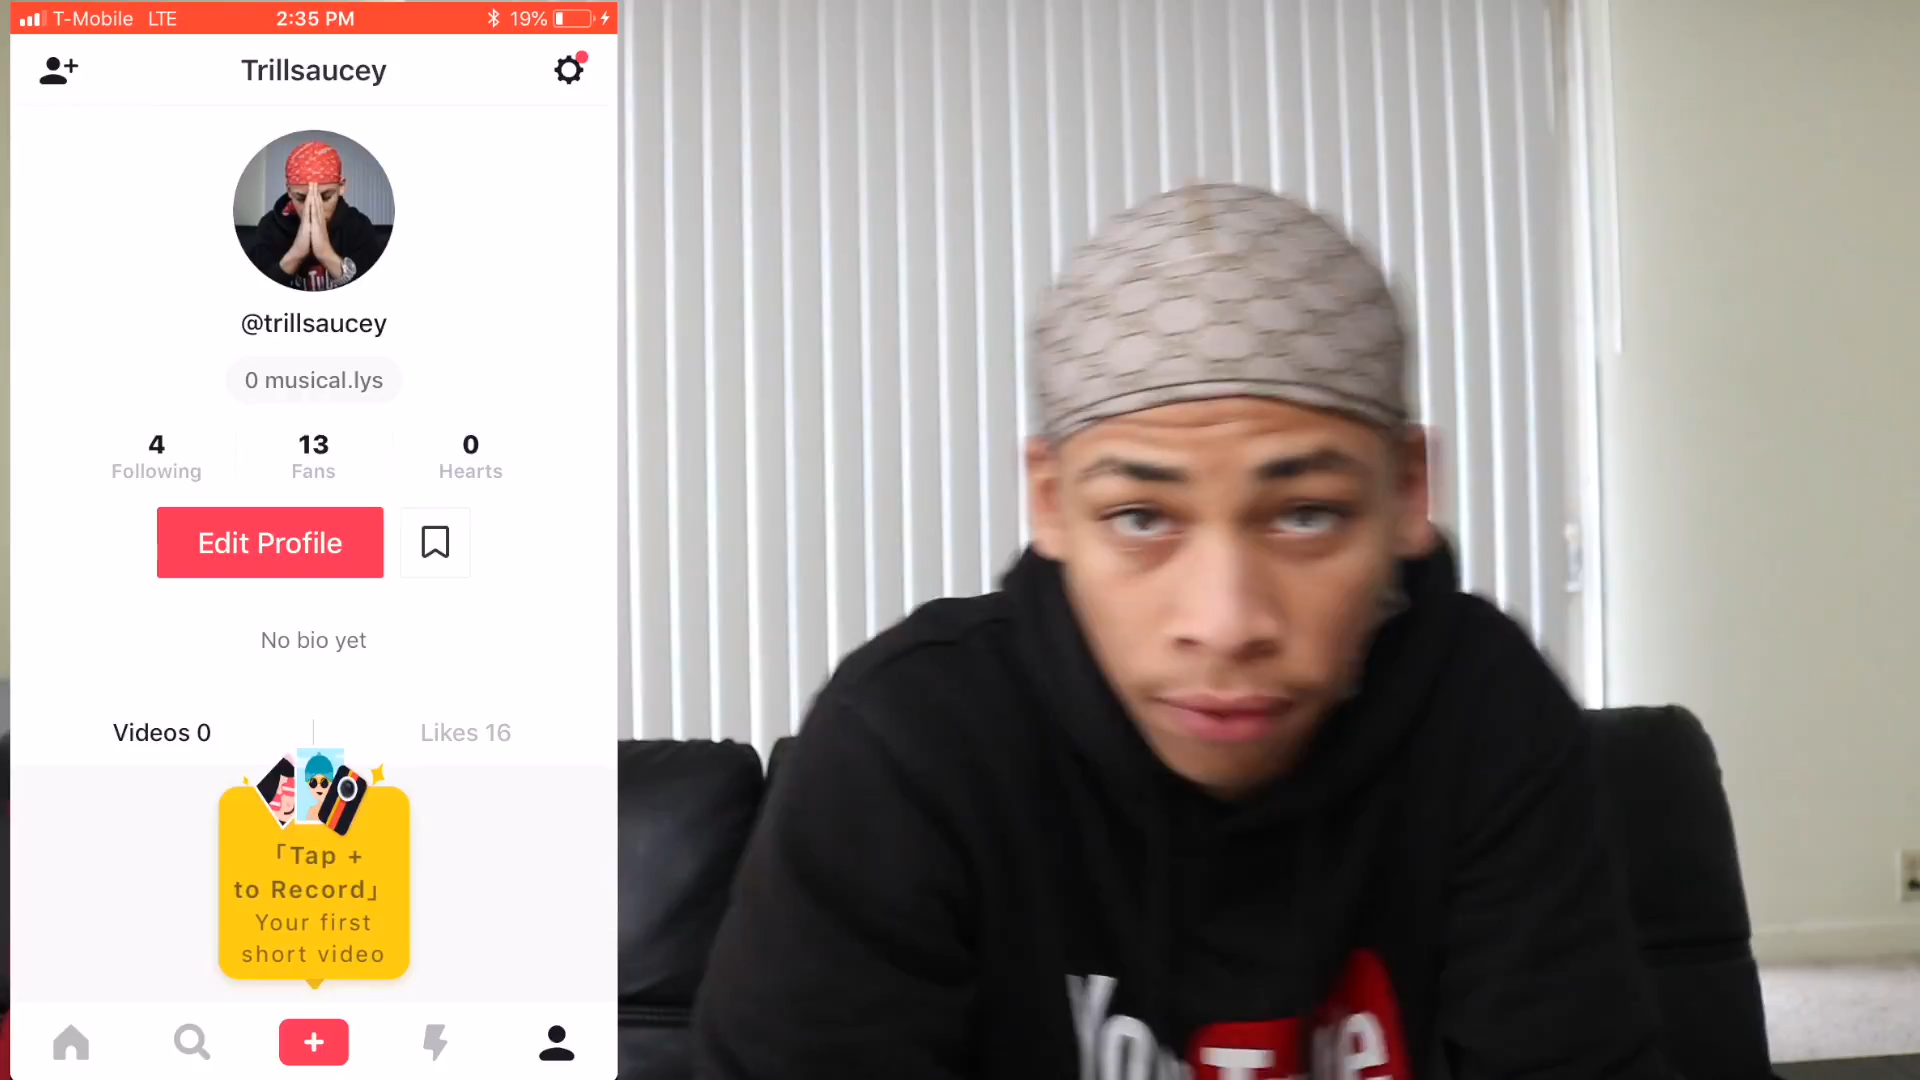 T-Mobile LTE 2:35 PM 19%
Trillsaucey
@trillsaucey
0 musical.lys
4 13 0
Following Fans Hearts
Edit Profile
No bio yet
Videos 0 Likes 16
「Tap +
to Record」
Your first
short video